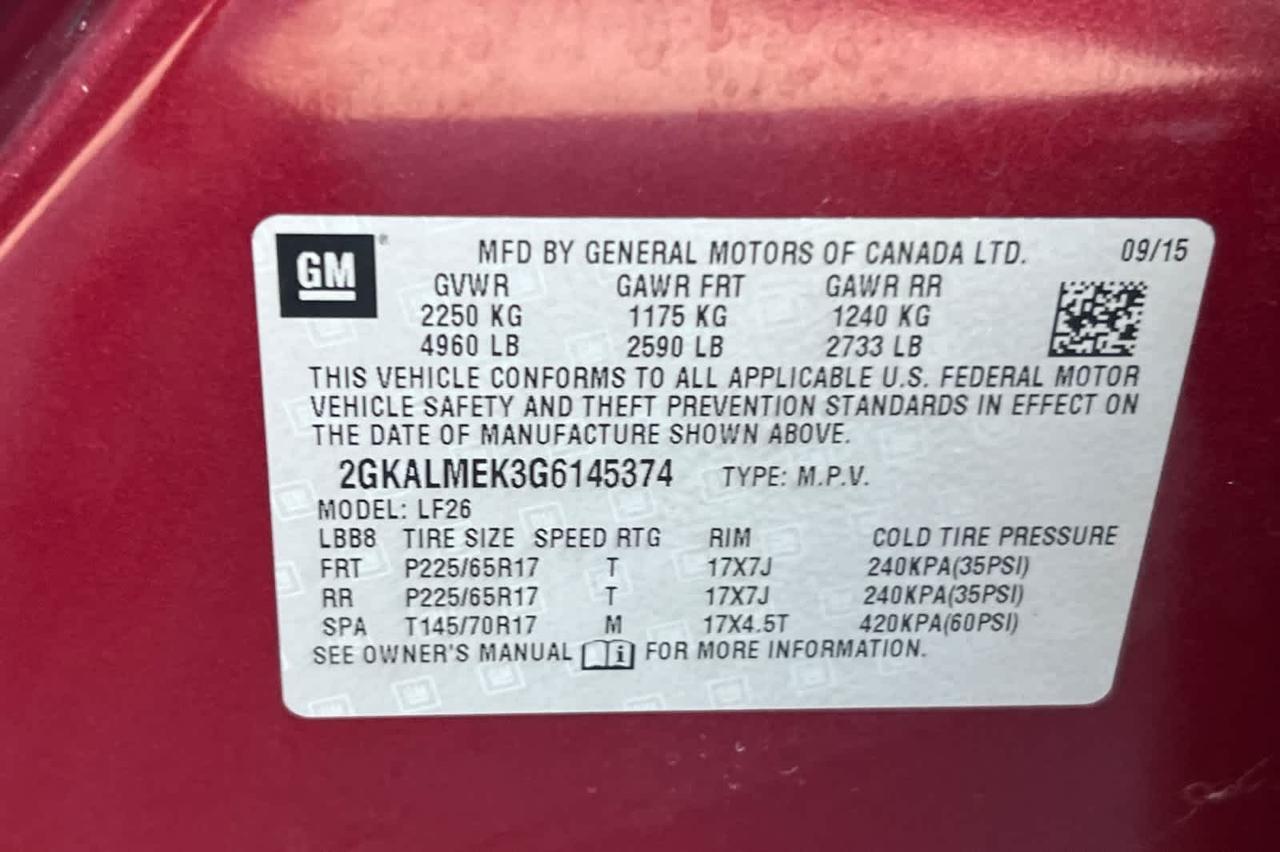 GM ® MFD BY GENERAL MOTORS OF CANADA LTD. 09/15
GVWR GAWR FRT GAWR RR
2250 KG 1175 KG 1240 KG
4960 LB 2590 LB 2733 LB
THIS VEHICLE CONFORMS TO ALL APPLICABLE U.S. FEDERAL MOTOR
VEHICLE SAFETY AND THEFT PREVENTION STANDARDS IN EFFECT ON
THE DATE OF MANUFACTURE SHOWN ABOVE.
2GKALMEK3G6145374 TYPE: M.P.V.
MODEL: LF26
LBB8 TIRE SIZE SPEED RTG RIM COLD TIRE PRESSURE
FRT P225/65R17 T 17X7J 240KPA(35PSI)
RR P225/65R17 T 17X7J 240KPA(35PSI)
SPA T145/70R17 M 17X4.5T 420KPA(60PSI)
SEE OWNER'S MANUAL i FOR MORE INFORMATION.